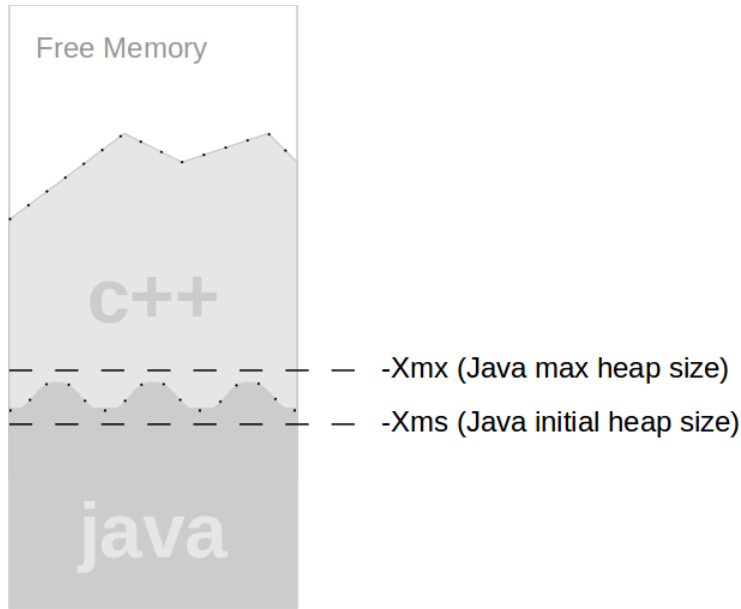 Free Memory
c++
-Xmx (Java max heap size)
-Xms (Java initial heap size)
java